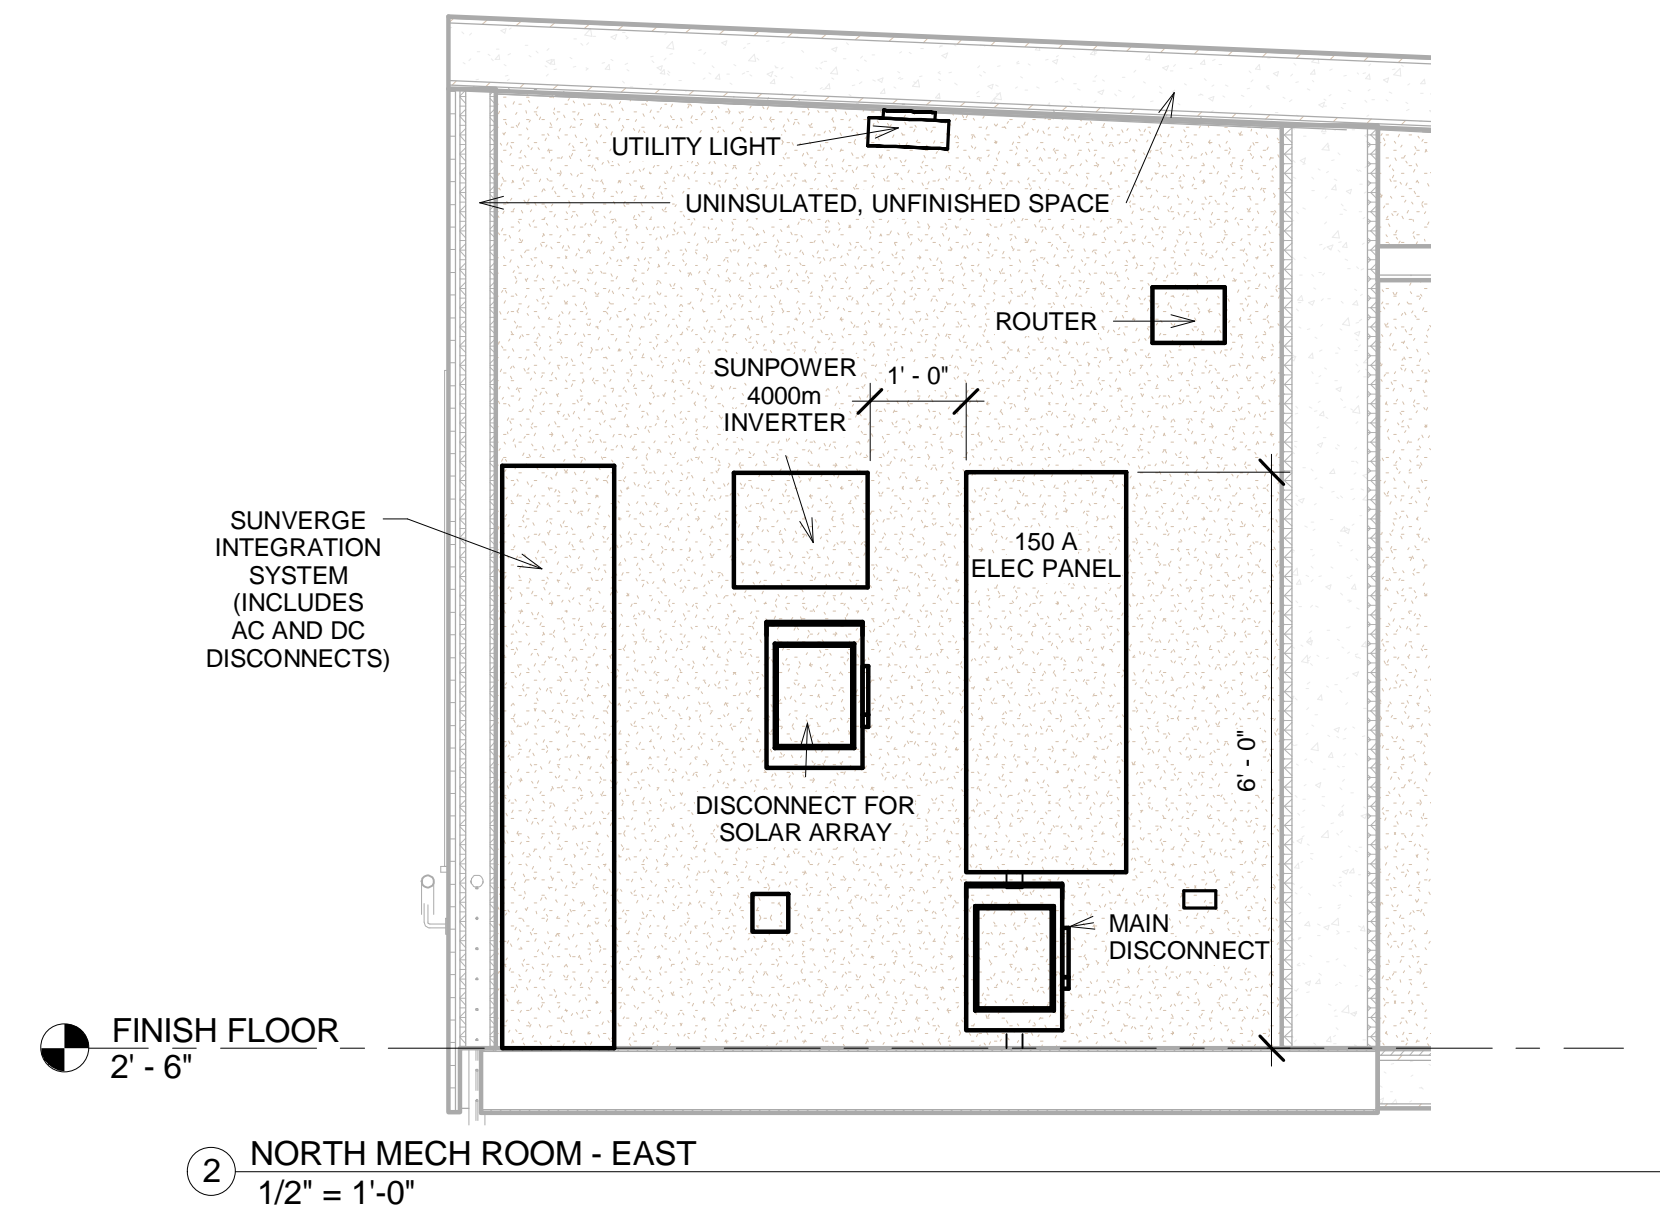 UTILITY LIGHT
UNINSULATED, UNFINISHED SPACE
ROUTER
SUNPOWER
4000m
INVERTER
1' - 0"
SUNVERGE
INTEGRATION
SYSTEM
(INCLUDES
AC AND DC
DISCONNECTS)
150 A
ELEC PANEL
6' - 0"
DISCONNECT FOR
SOLAR ARRAY
MAIN
DISCONNECT
FINISH FLOOR
2' - 6"
2
NORTH MECH ROOM - EAST
1/2" = 1'-0"